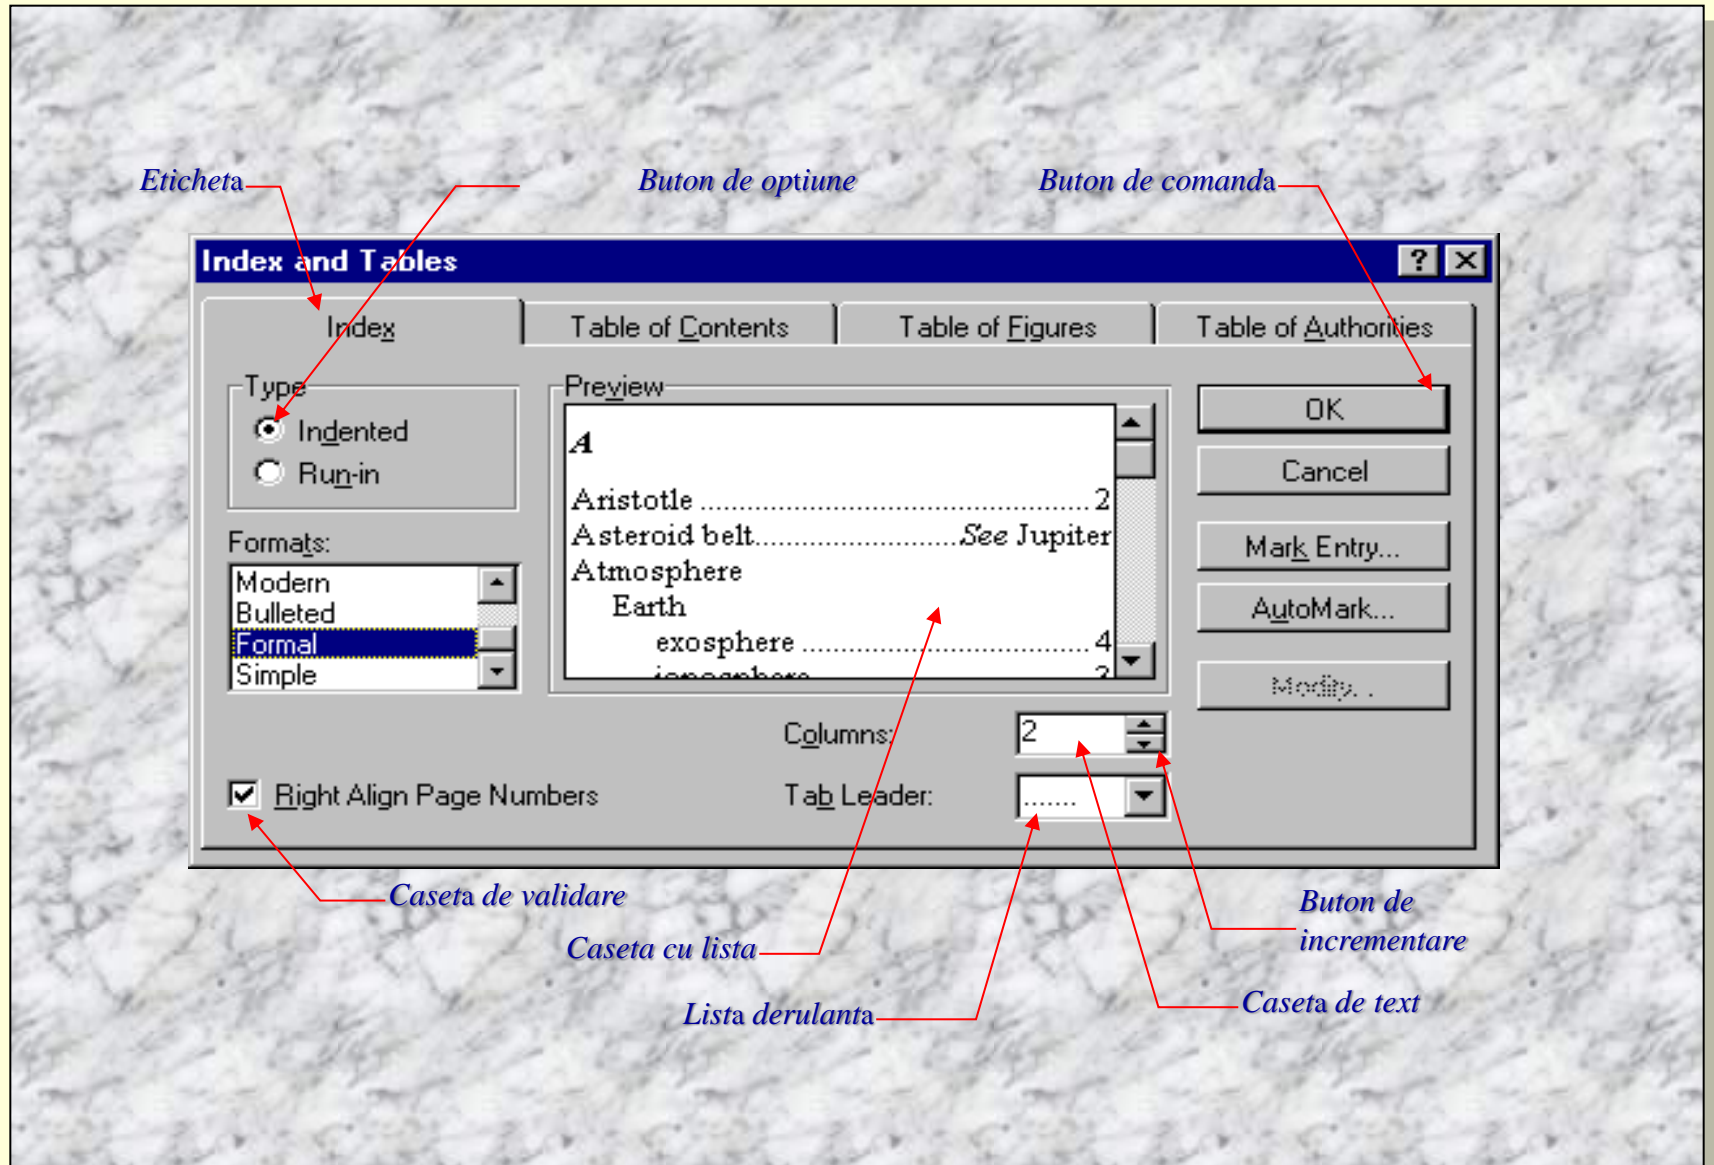 Eticheta
Buton de optiune
Buton de comanda
Index and Tables
Index
Table of Contents
Table of Figures
Table of Authorities
Type
Indented
Run-in
Formats:
Modern
Bulleted
Formal
Simple
Preview
A
Aristotle ............................................ 2
Asteroid belt....................... See Jupiter
Atmosphere
Earth
exosphere ................................ 4
ionosphere ................................ 3
OK
Cancel
Mark Entry...
AutoMark...
Modify...
Columns:
2
Right Align Page Numbers
Tab Leader:
.......
Caseta de validare
Buton de
incrementare
Caseta cu lista
Lista derulanta
Caseta de text